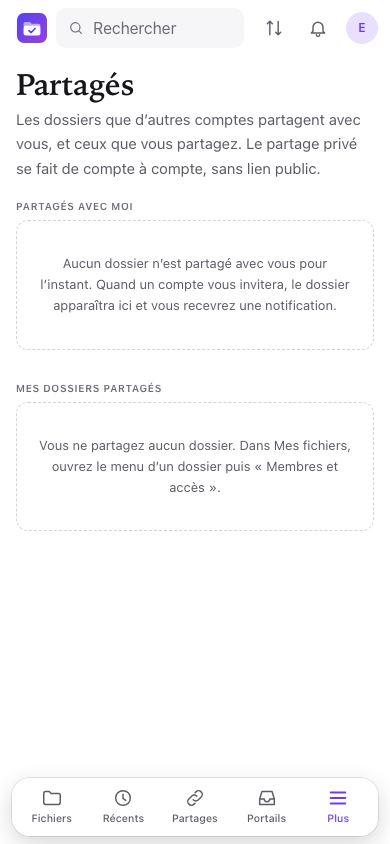 Rechercher
E
Partagés
Les dossiers que d’autres comptes partagent avec
vous, et ceux que vous partagez. Le partage privé
se fait de compte à compte, sans lien public.
PARTAGÉS AVEC MOI
Aucun dossier n’est partagé avec vous pour
l’instant. Quand un compte vous invitera, le dossier
apparaîtra ici et vous recevrez une notification.
MES DOSSIERS PARTAGÉS
Vous ne partagez aucun dossier. Dans Mes fichiers,
ouvrez le menu d’un dossier puis « Membres et
accès ».
Fichiers
Récents
Partages
Portails
Plus